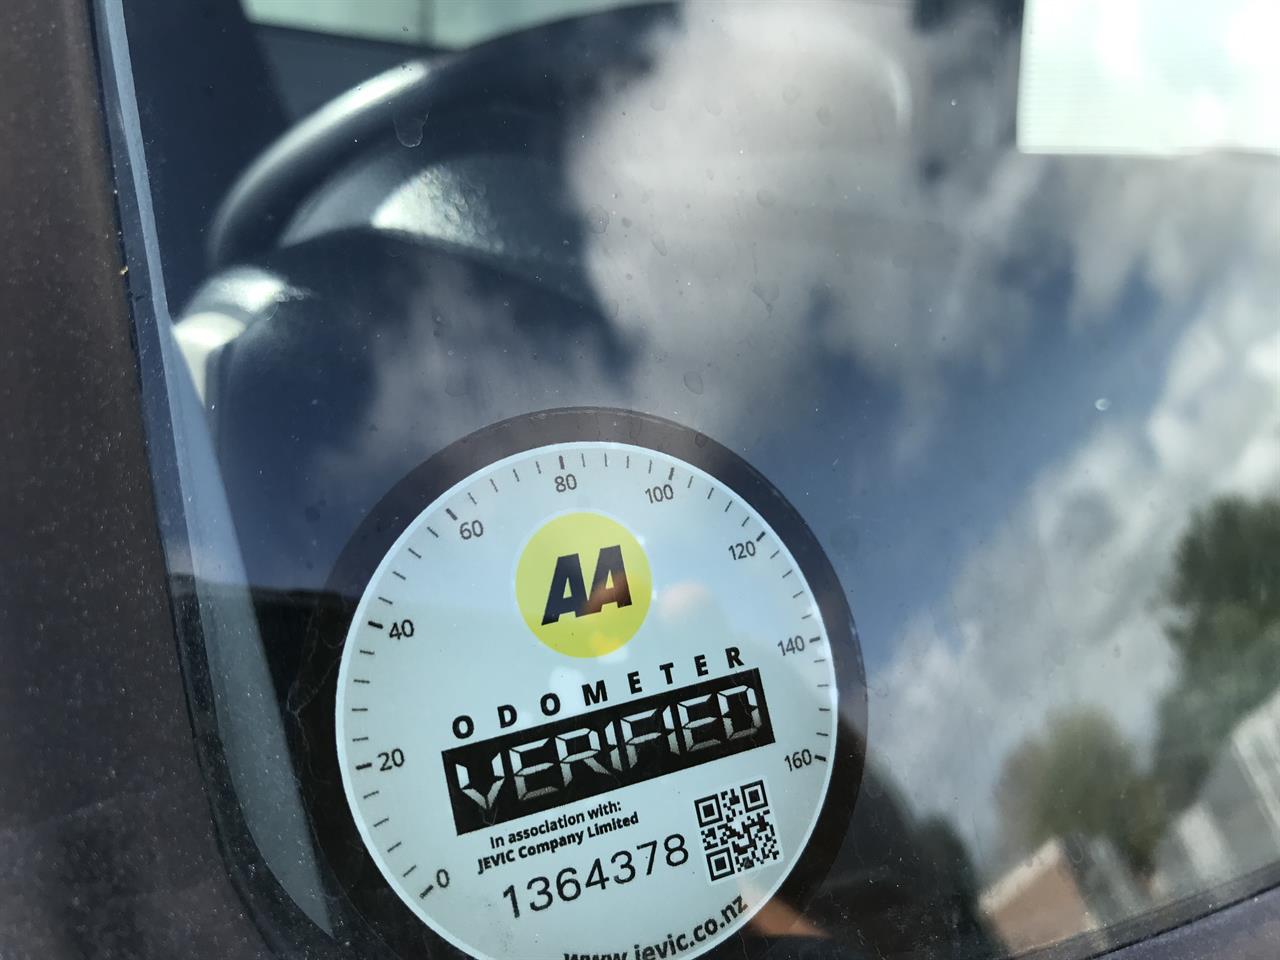 0
20
40
60
80
100
120
140
160
AA
ODOMETER
VERIFIED
In association with:
JEVIC Company Limited
1364378
www.jevic.co.nz